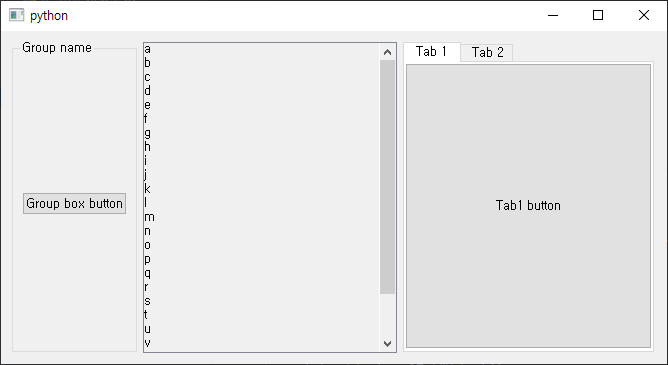 python
Group name
Group box button
a
b
c
d
e
f
g
h
i
j
k
l
m
n
o
p
q
r
s
t
u
v
Tab 1 Tab 2
Tab1 button